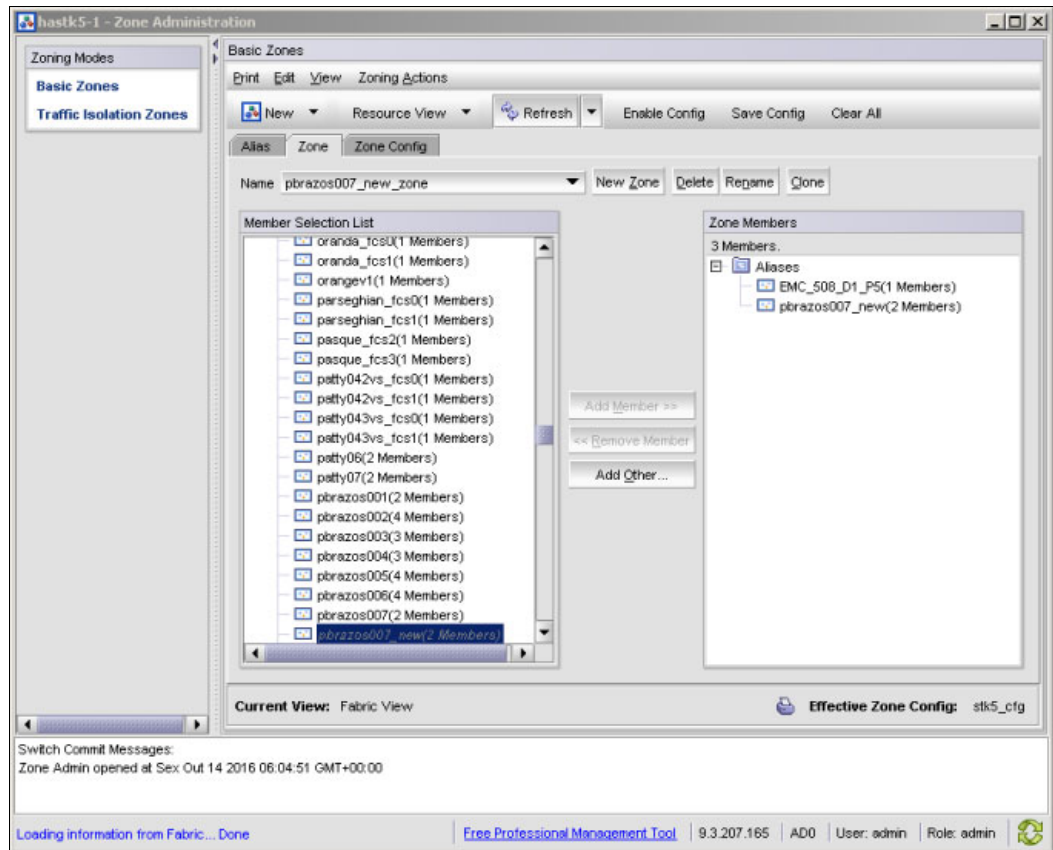 hastk5-1 - Zone Administration
Zoning Modes
Basic Zones
Traffic Isolation Zones
Basic Zones
Print Edit View Zoning Actions
New Resource View Refresh Enable Config Save Config Clear All
Alias Zone Zone Config
Name pbrazos007_new_zone New Zone Delete Rename Clone
Member Selection List
oranda_fcs0(1 Members)
oranda_fcs1(1 Members)
orangev1(1 Members)
parseghian_fcs0(1 Members)
parseghian_fcs1(1 Members)
pasque_fcs2(1 Members)
pasque_fcs3(1 Members)
patty042vs_fcs0(1 Members)
patty042vs_fcs1(1 Members)
patty043vs_fcs0(1 Members)
patty043vs_fcs1(1 Members)
patty06(2 Members)
patty07(2 Members)
pbrazos001(2 Members)
pbrazos002(4 Members)
pbrazos003(3 Members)
pbrazos004(3 Members)
pbrazos005(4 Members)
pbrazos006(4 Members)
pbrazos007(2 Members)
pbrazos007_new(2 Members)
Add Member >>
<< Remove Member
Add Other...
Zone Members
3 Members.
Aliases
EMC_508_D1_P5(1 Members)
pbrazos007_new(2 Members)
Current View: Fabric View
Effective Zone Config: stk5_cfg
Switch Commit Messages:
Zone Admin opened at Sex Out 14 2016 06:04:51 GMT+00:00
Loading information from Fabric... Done
Free Professional Management Tool 9.3.207.165 AD0 User: admin Role: admin